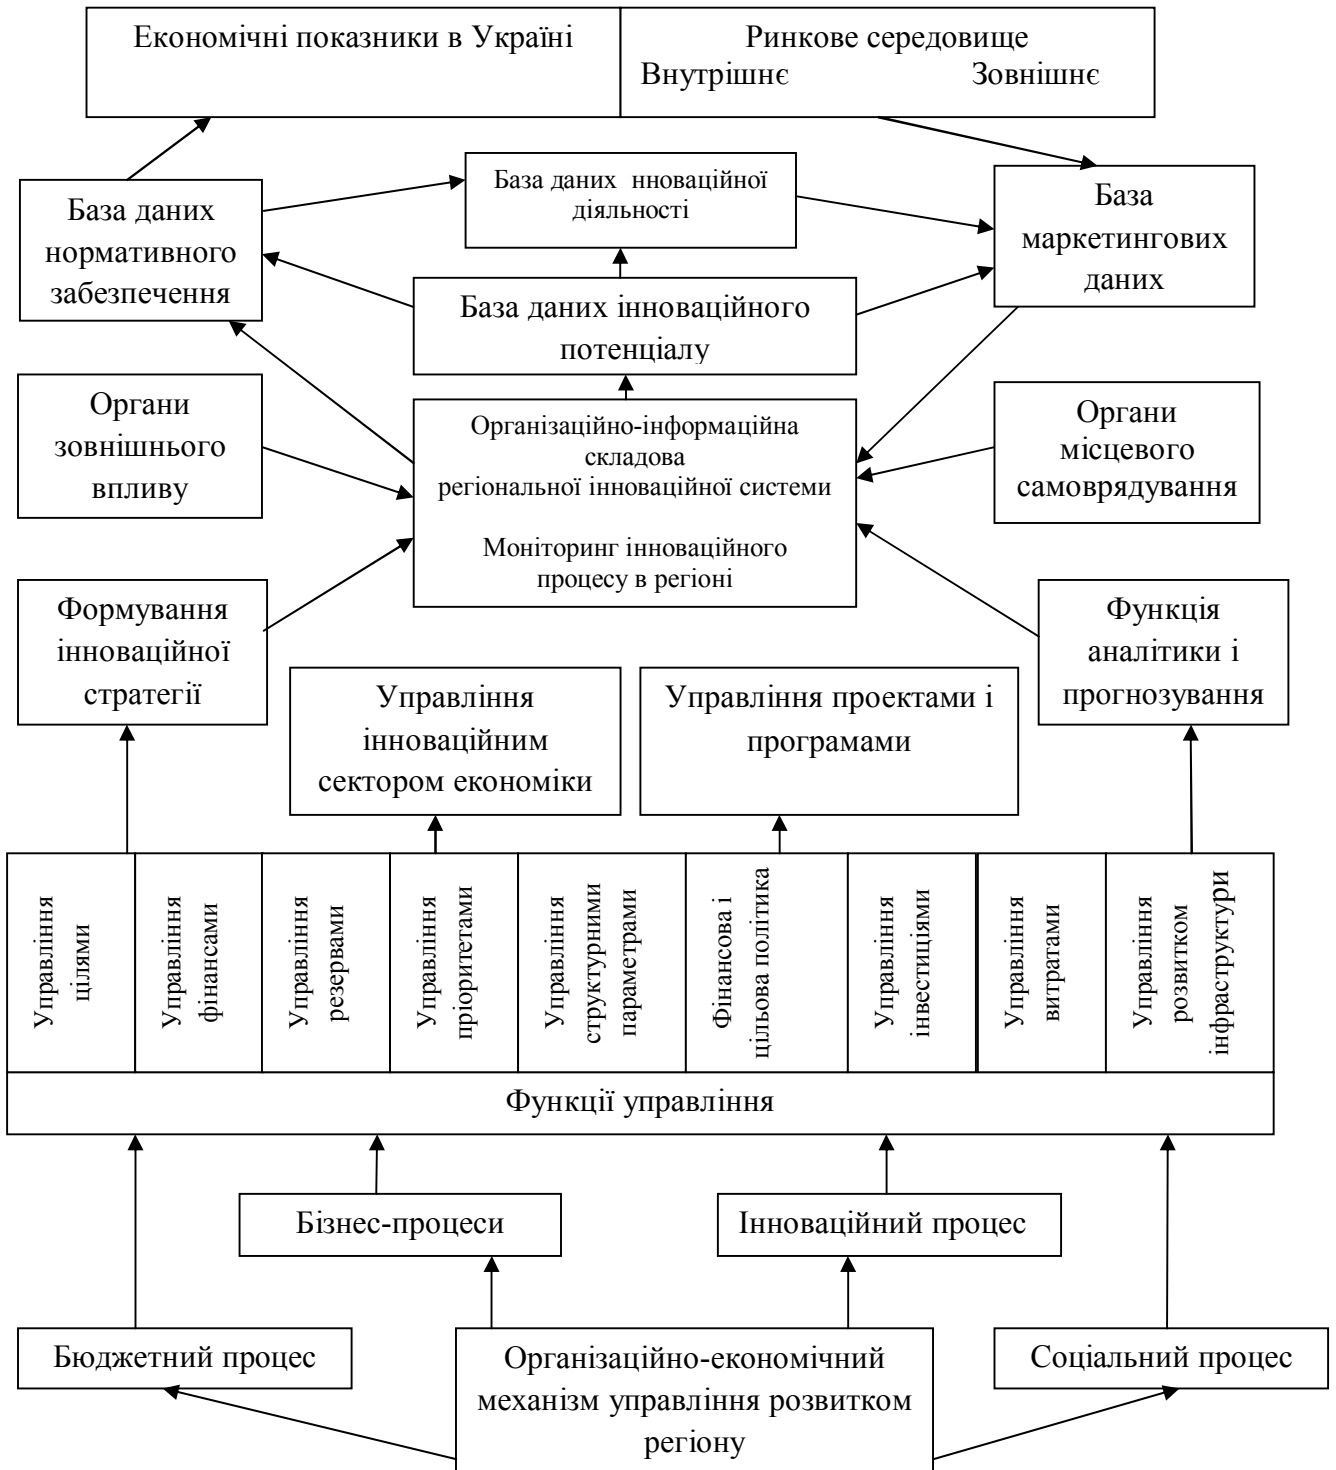 Економічні показники в Україні
Ринкове середовище
Внутрішнє Зовнішнє
База даних нноваційної
діяльності
База даних
нормативного
забезпечення
База
маркетингових
даних
База даних інноваційного
потенціалу
Органи
зовнішнього
впливу
Організаційно-інформаційна
складова
регіональної інноваційної системи
Моніторинг інноваційного
процесу в регіоні
Органи
місцевого
самоврядування
Формування
інноваційної
стратегії
Функція
аналітики і
прогнозування
Управління
інноваційним
сектором економіки
Управління проектами і
програмами
Управління
цілями
Управління
фінансами
Управління
резервами
Управління
пріоритетами
Управління
структурними
параметрами
Фінансова і
цільова політика
Управління
інвестиціями
Управління
витратами
Управління
розвитком
інфраструктури
Функції управління
Бізнес-процеси
Інноваційний процес
Бюджетний процес
Організаційно-економічний
механізм управління розвитком
регіону
Соціальний процес